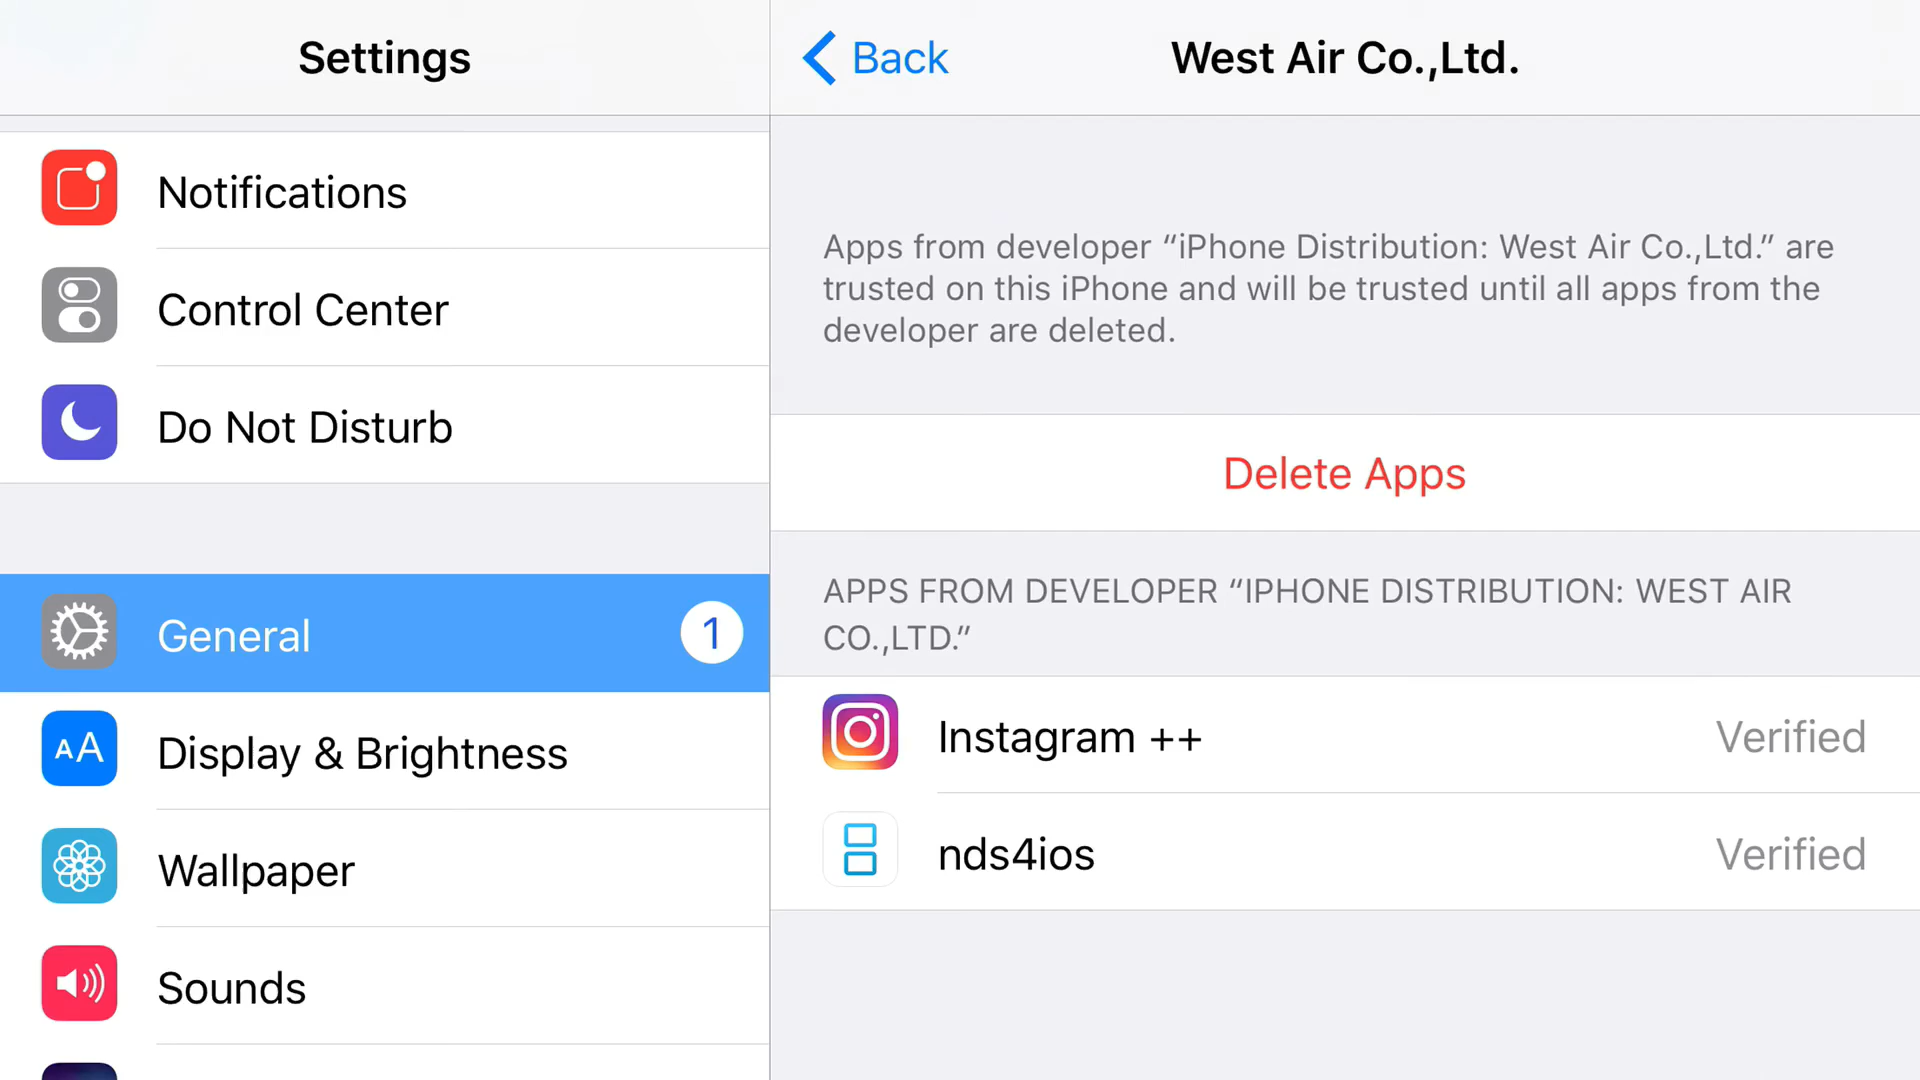 Settings
Notifications
Control Center
Do Not Disturb
General 1
AA Display & Brightness
Wallpaper
Sounds
Back West Air Co.,Ltd.
Apps from developer “iPhone Distribution: West Air Co.,Ltd.” are
trusted on this iPhone and will be trusted until all apps from the
developer are deleted.
Delete Apps
APPS FROM DEVELOPER “IPHONE DISTRIBUTION: WEST AIR
CO.,LTD.”
Instagram ++ Verified
nds4ios Verified